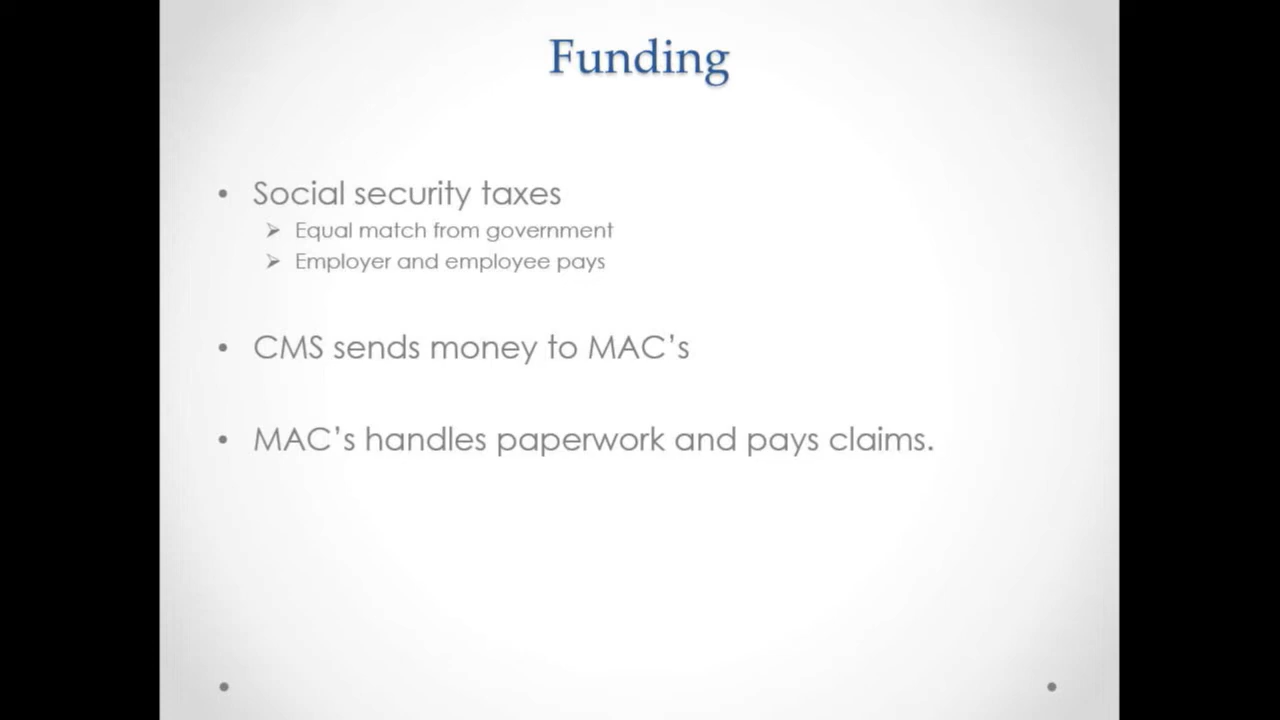 Funding
• Social security taxes
➢ Equal match from government
➢ Employer and employee pays
• CMS sends money to MAC’s
• MAC’s handles paperwork and pays claims.